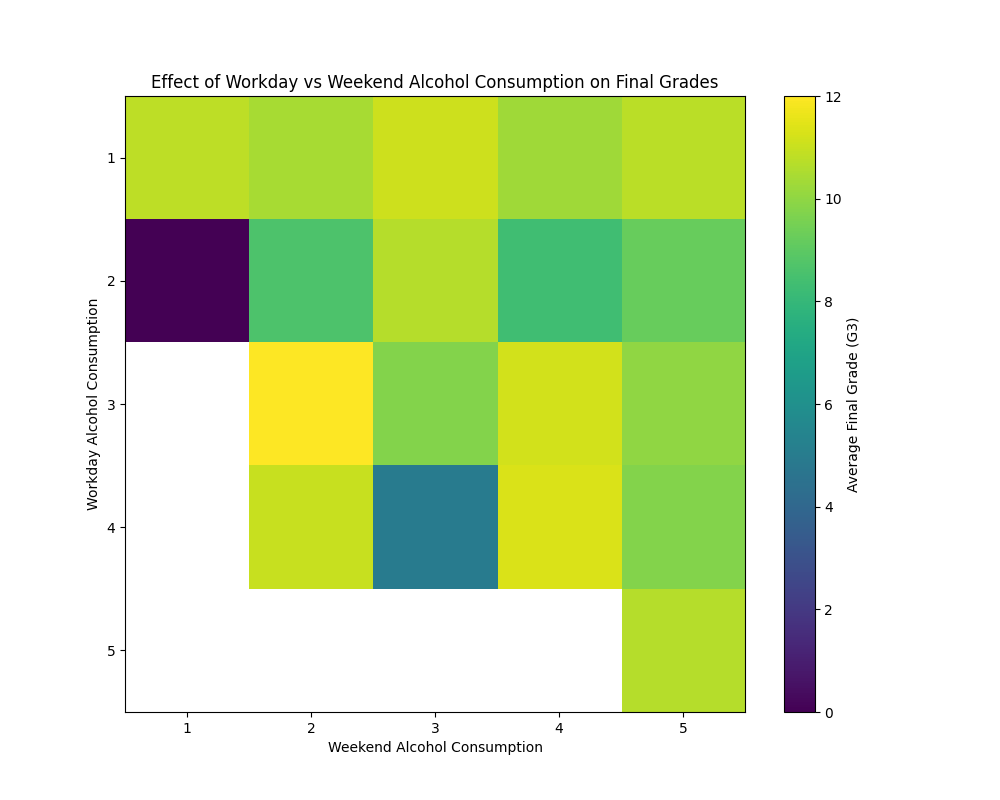 Effect of Workday vs Weekend Alcohol Consumption on Final Grades
Workday Alcohol Consumption
1
2
3
4
5
1 2 3 4 5
Weekend Alcohol Consumption
12
10
8
6
4
2
0
Average Final Grade (G3)